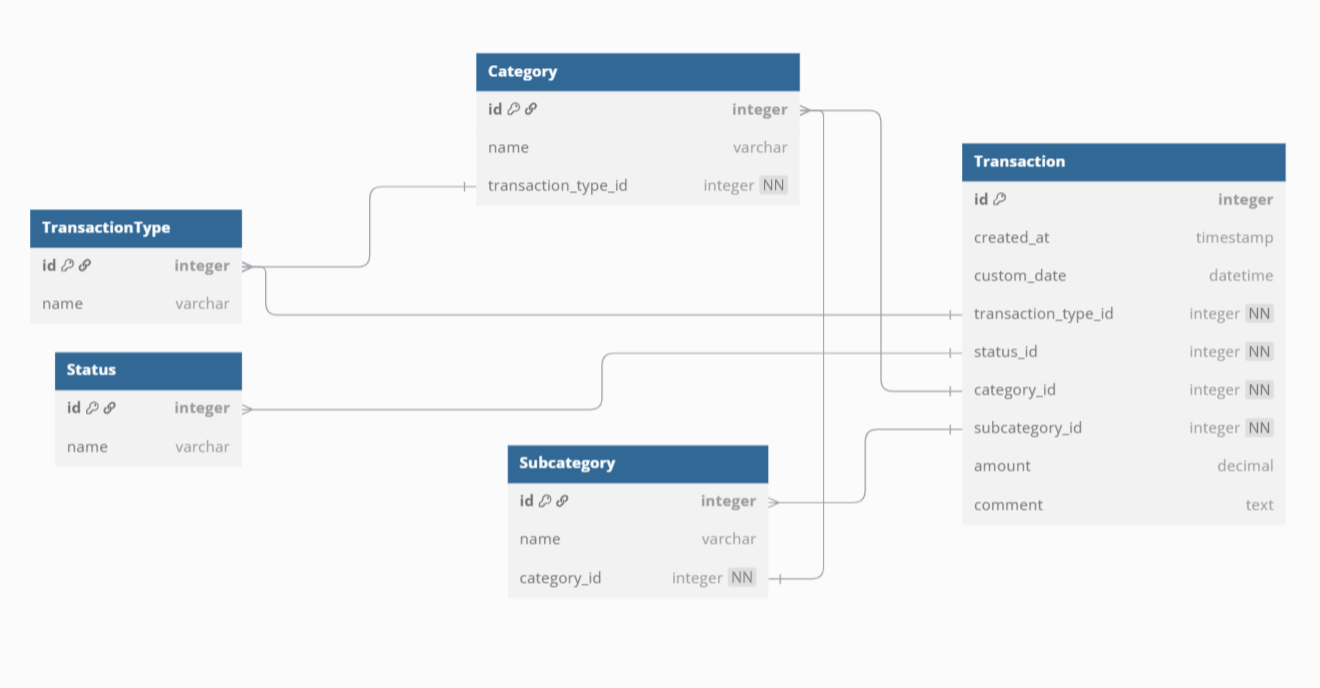 Category
id integer
name varchar
transaction_type_id integer NN
Transaction
id integer
created_at timestamp
custom_date datetime
transaction_type_id integer NN
status_id integer NN
category_id integer NN
subcategory_id integer NN
amount decimal
comment text
TransactionType
id integer
name varchar
Status
id integer
name varchar
Subcategory
id integer
name varchar
category_id integer NN